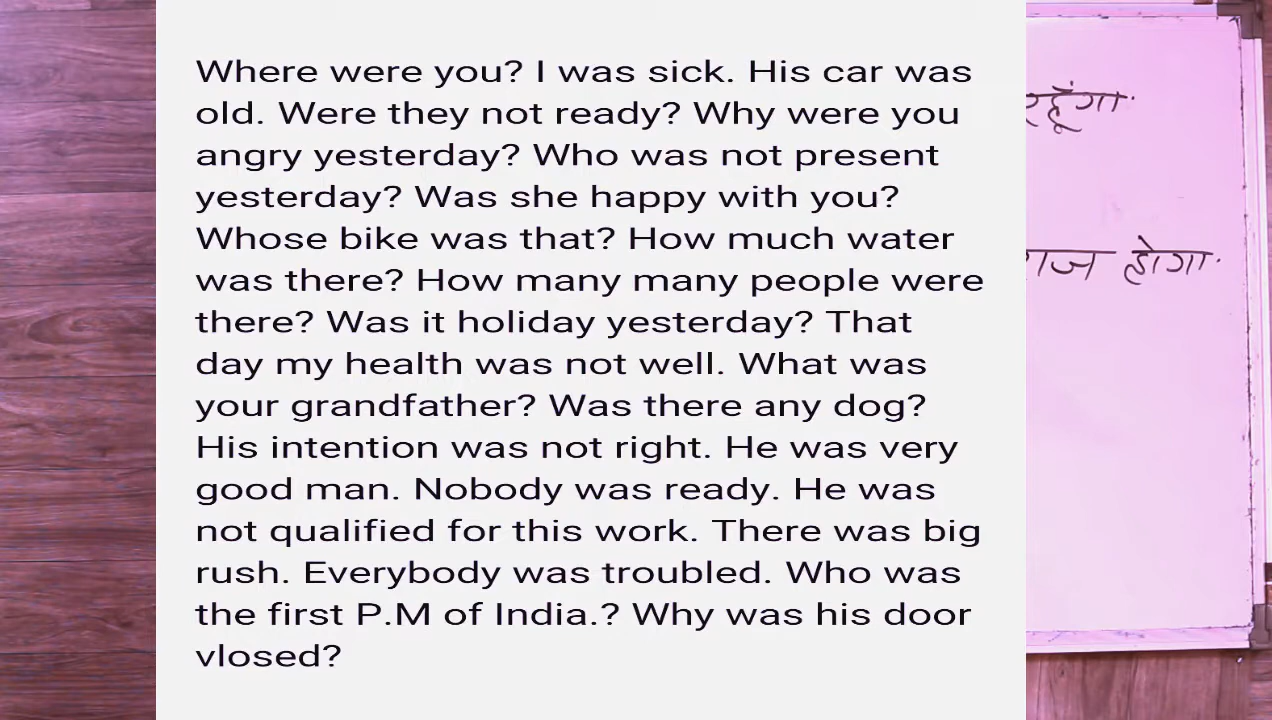 Where were you? I was sick. His car was
old. Were they not ready? Why were you
angry yesterday? Who was not present
yesterday? Was she happy with you?
Whose bike was that? How much water
was there? How many many people were
there? Was it holiday yesterday? That
day my health was not well. What was
your grandfather? Was there any dog?
His intention was not right. He was very
good man. Nobody was ready. He was
not qualified for this work. There was big
rush. Everybody was troubled. Who was
the first P.M of India.? Why was his door
vlosed?
होगा.